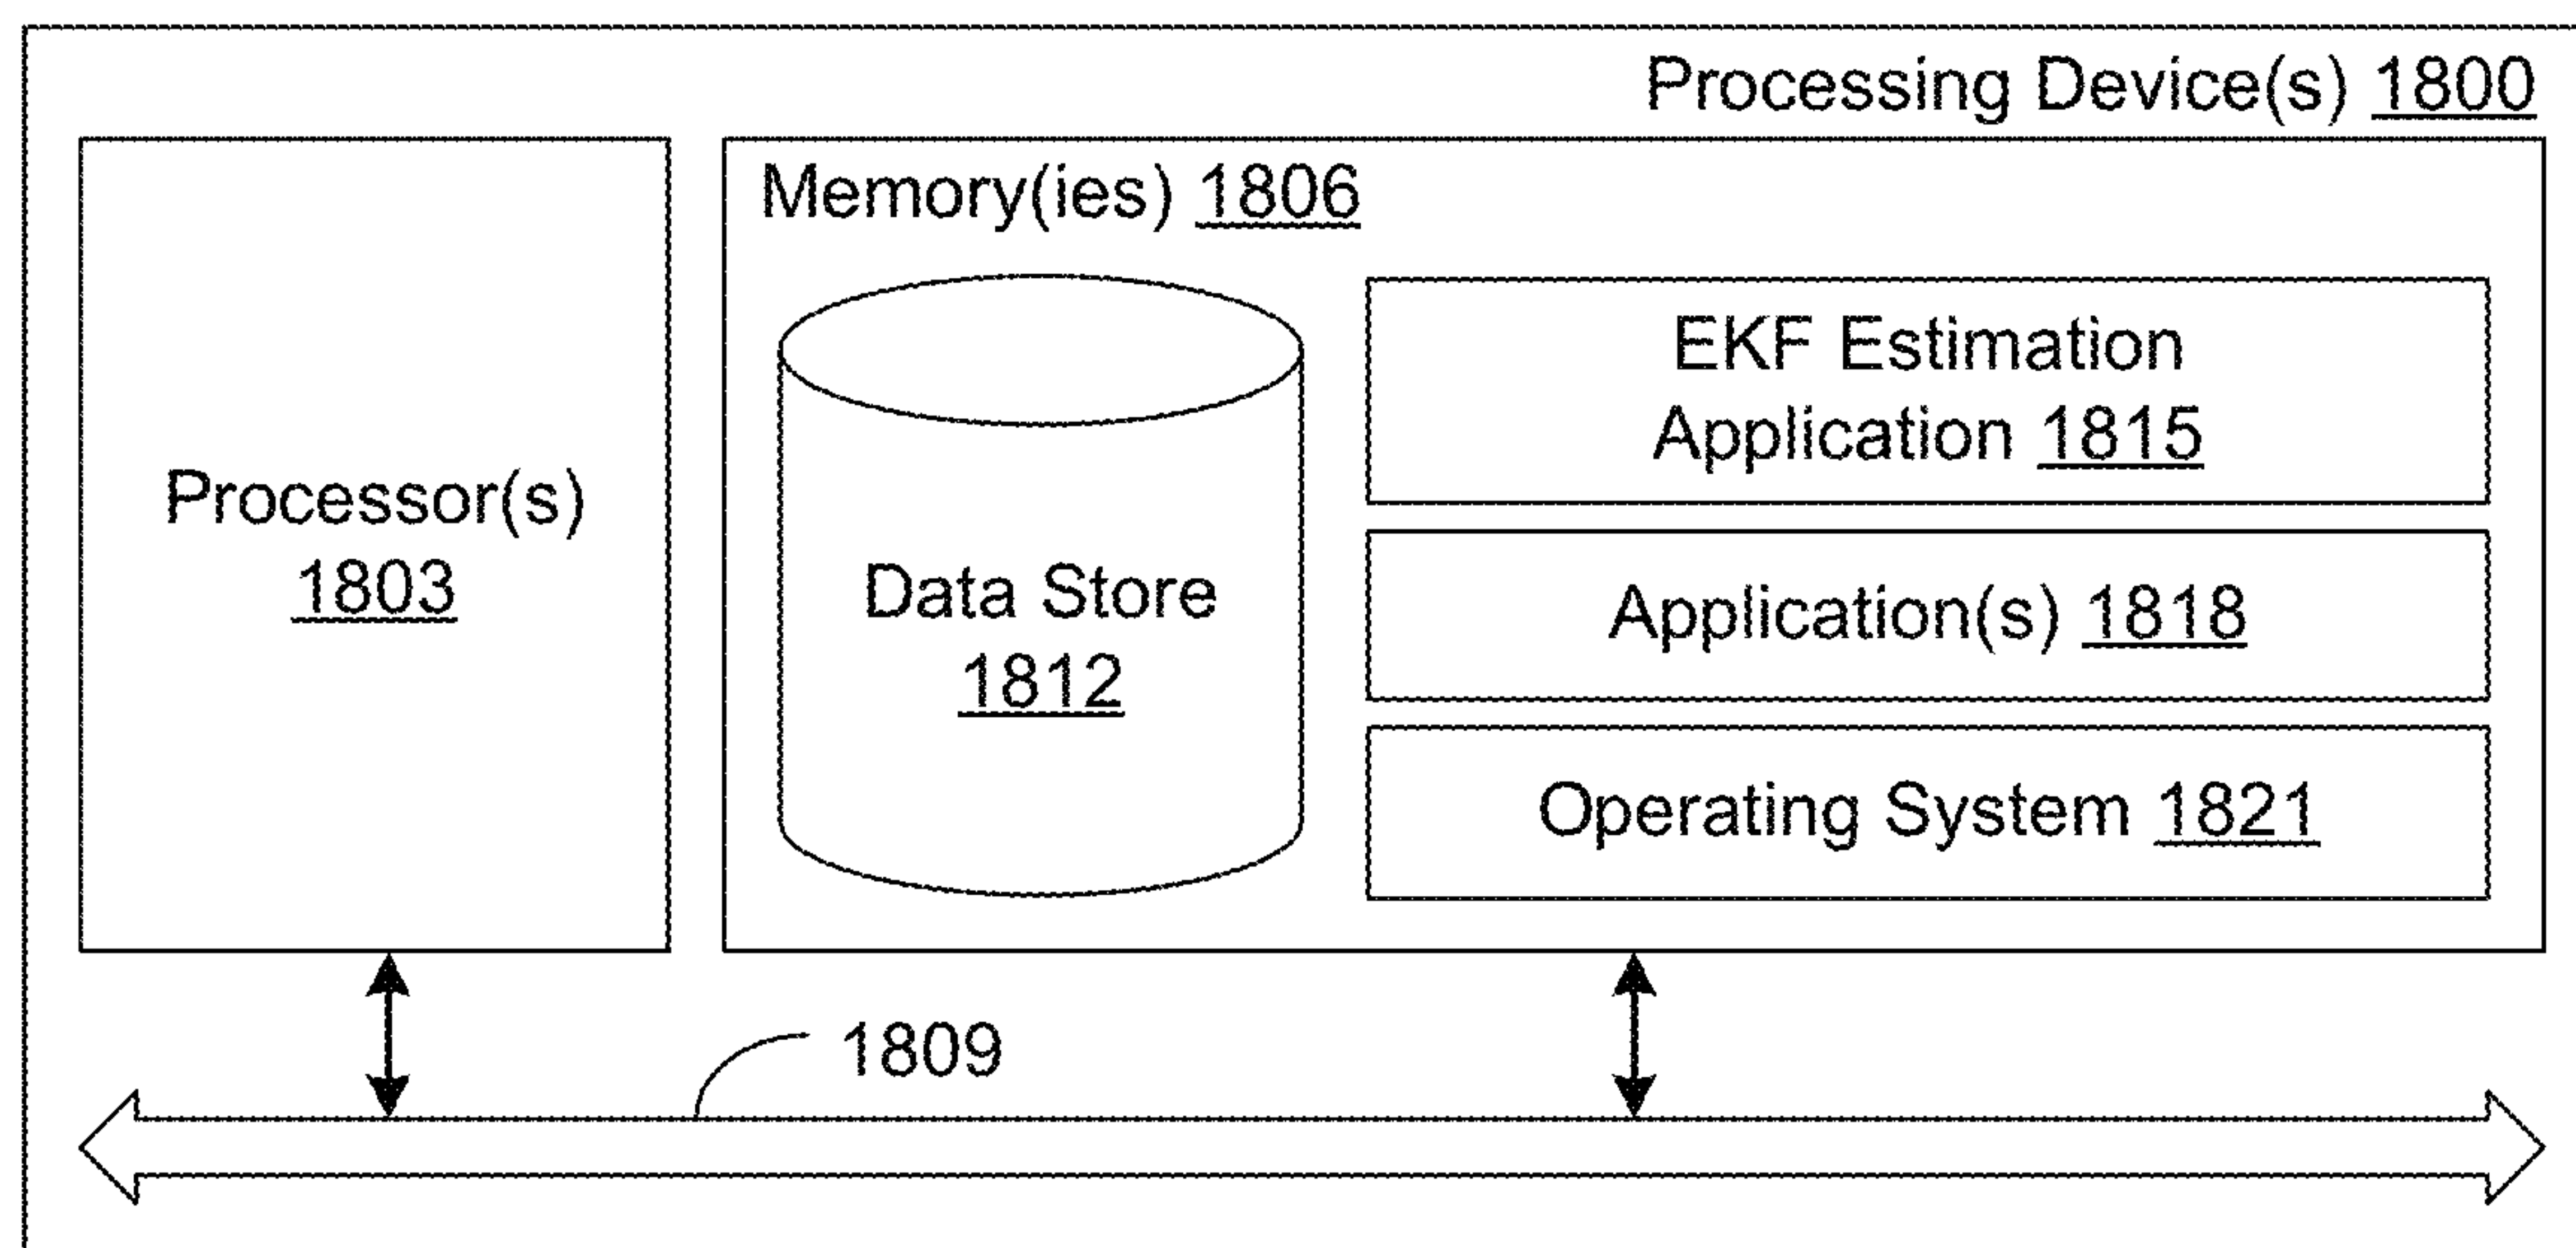 Processing Device(s) 1800
Memory(ies) 1806
Processor(s)
1803
Data Store
1812
EKF Estimation
Application 1815
Application(s) 1818
Operating System 1821
1809